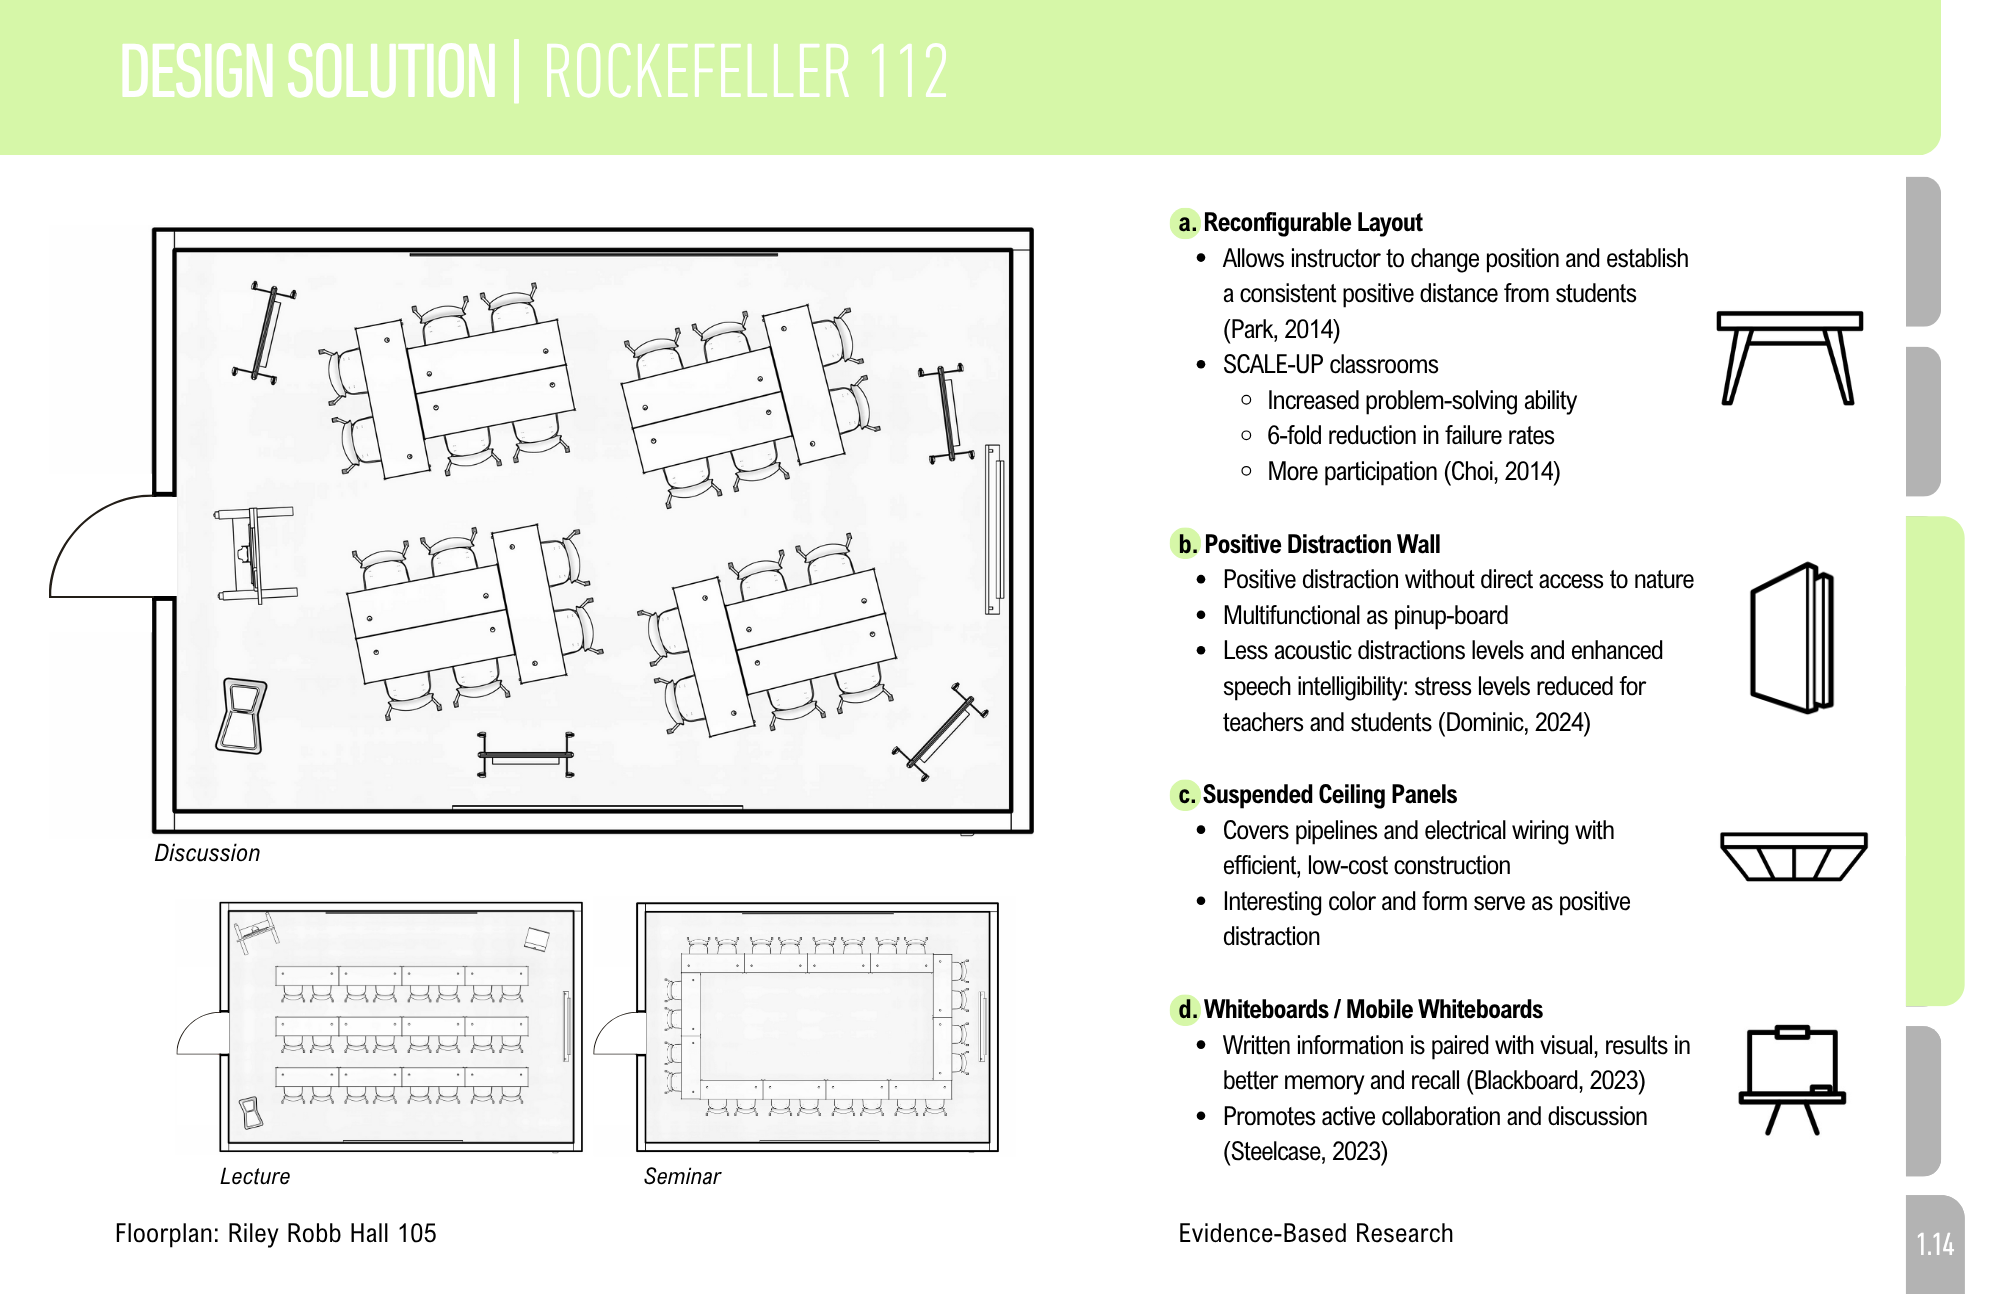 DESIGN SOLUTION | ROCKEFELLER 112
Discussion
Lecture
Seminar
Floorplan: Riley Robb Hall 105
a. Reconfigurable Layout
• Allows instructor to change position and establish
a consistent positive distance from students
(Park, 2014)
• SCALE-UP classrooms
○ Increased problem-solving ability
○ 6-fold reduction in failure rates
○ More participation (Choi, 2014)
b. Positive Distraction Wall
• Positive distraction without direct access to nature
• Multifunctional as pinup-board
• Less acoustic distractions levels and enhanced
speech intelligibility: stress levels reduced for
teachers and students (Dominic, 2024)
c. Suspended Ceiling Panels
• Covers pipelines and electrical wiring with
efficient, low-cost construction
• Interesting color and form serve as positive
distraction
d. Whiteboards / Mobile Whiteboards
• Written information is paired with visual, results in
better memory and recall (Blackboard, 2023)
• Promotes active collaboration and discussion
(Steelcase, 2023)
Evidence-Based Research
1.14